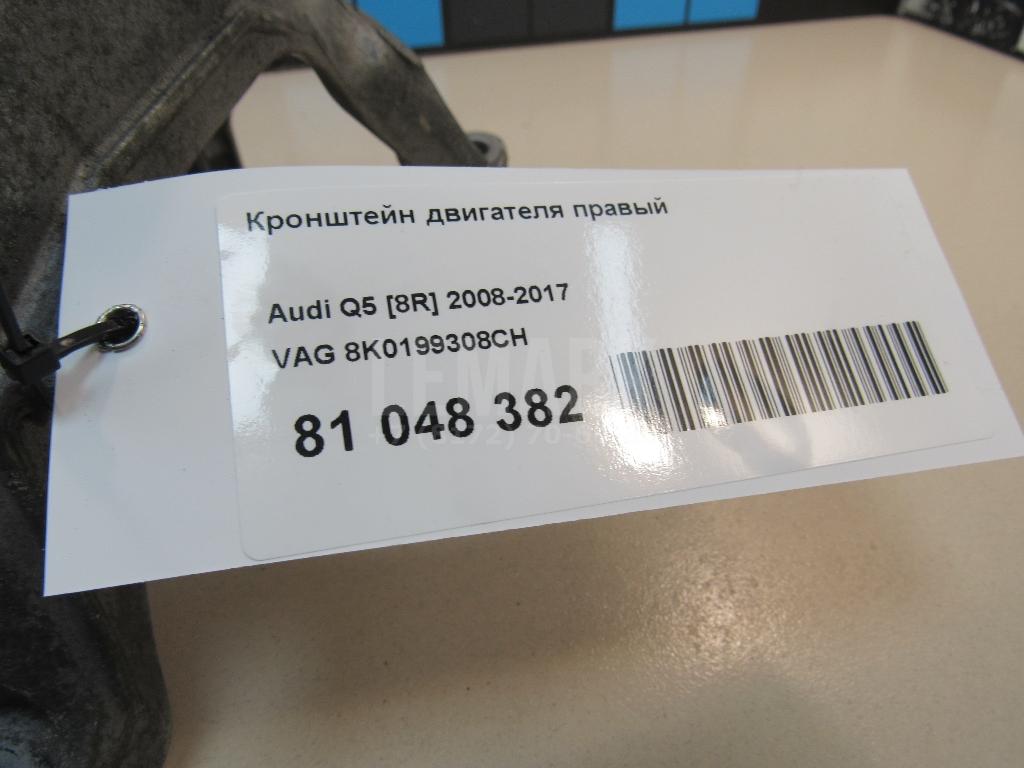 Кронштейн двигателя правый
Audi Q5 [8R] 2008-2017
VAG 8K0199308CH
81 048 382